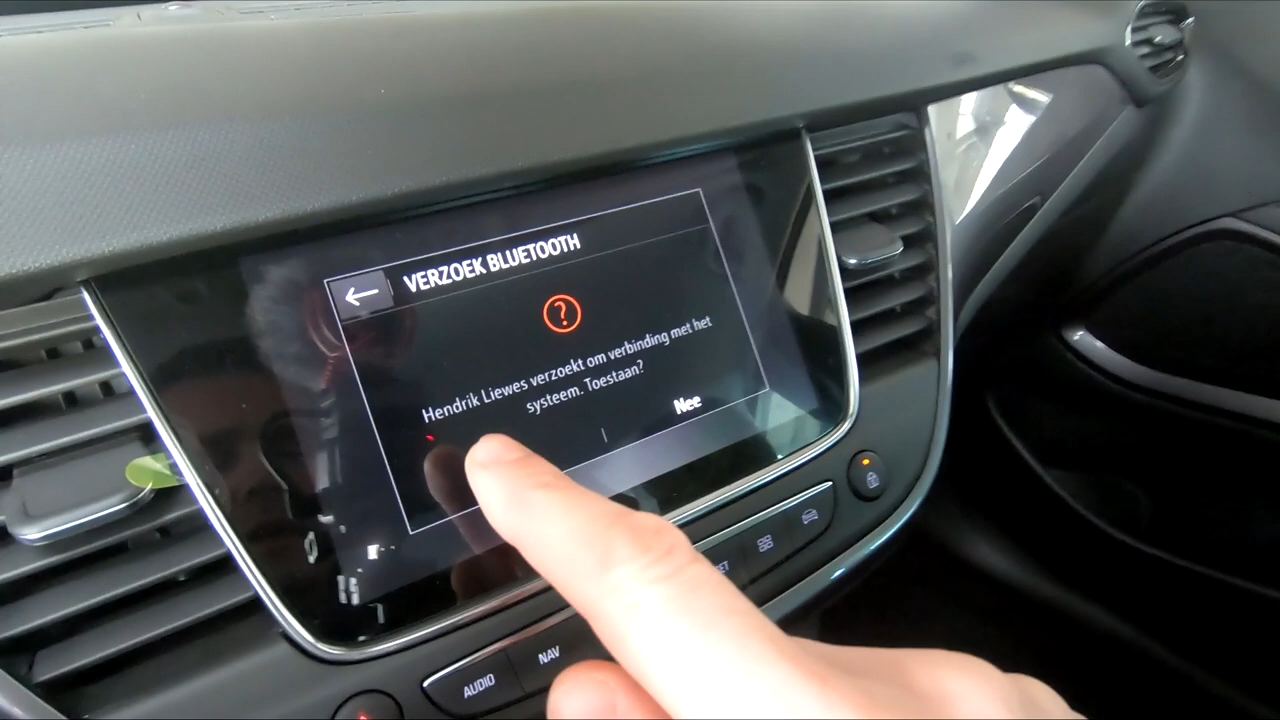 VERZOEK BLUETOOTH
?
Hendrik Liewes verzoekt om verbinding met het
systeem. Toestaan?
Nee
AUDIO
NAV